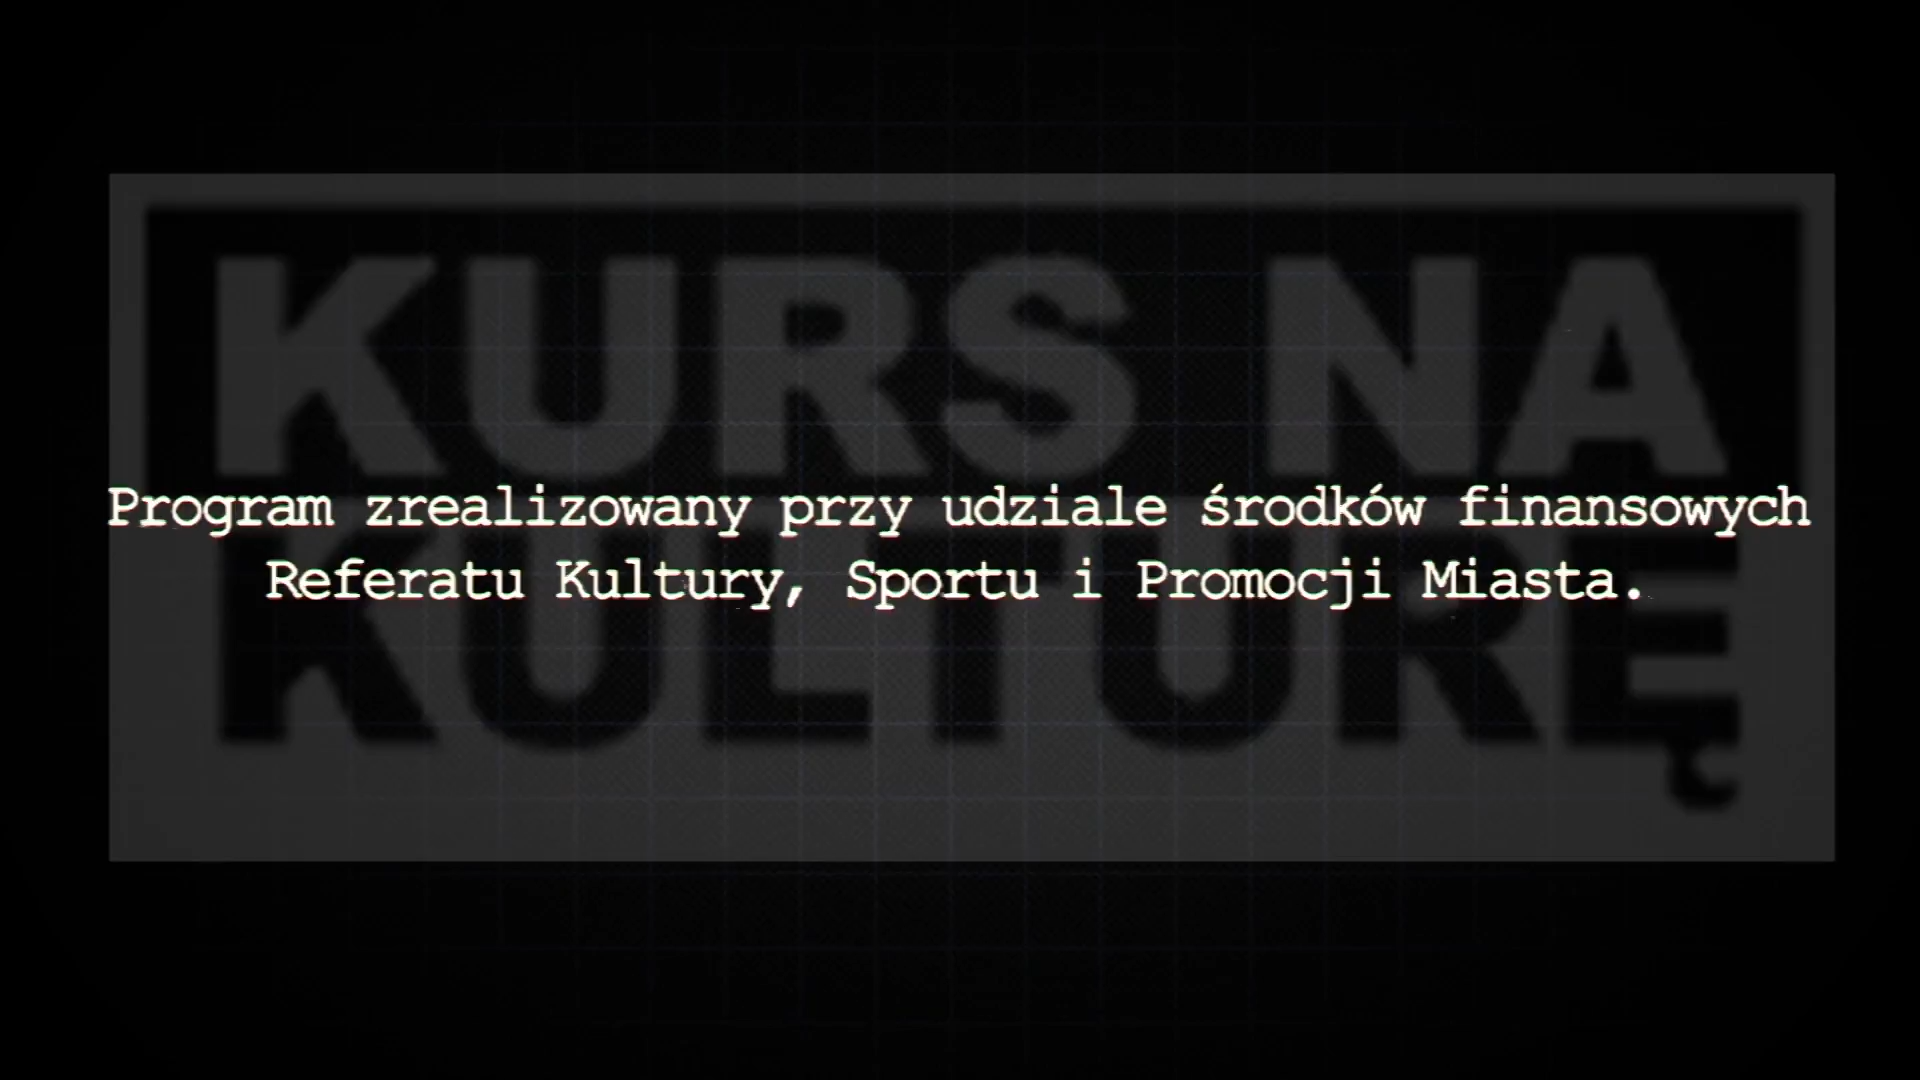 KURS NA
Program zrealizowany przy udziale środków finansowych
Referatu Kultury, Sportu i Promocji Miasta.
KULTURĘ